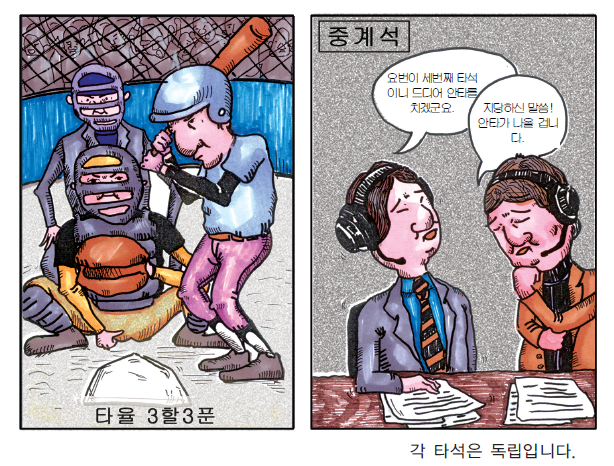 타율 3할3푼
중계석
요번이 세번째 타석
이니 드디어 안타를
치겠군요.
지당하신 말씀!
안타가 나올 겁니
다.
각 타석은 독립입니다.